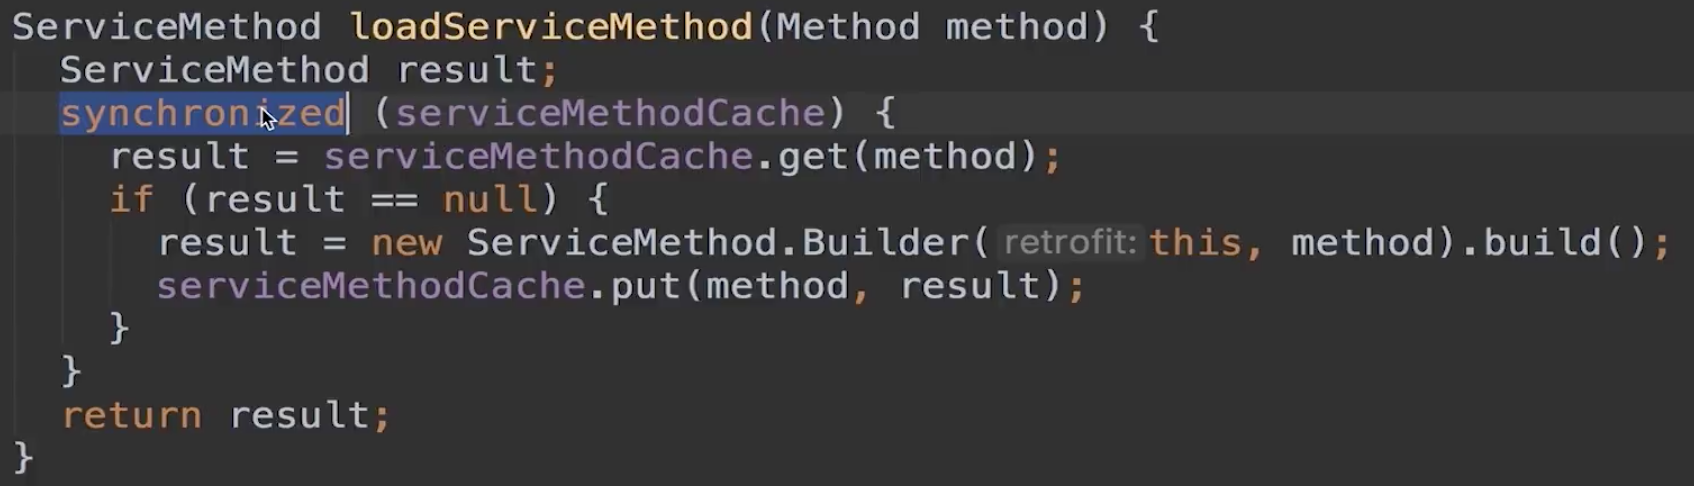 ServiceMethod loadServiceMethod(Method method) {
  ServiceMethod result;
  synchronized (serviceMethodCache) {
    result = serviceMethodCache.get(method);
    if (result == null) {
      result = new ServiceMethod.Builder( retrofit: this, method).build();
      serviceMethodCache.put(method, result);
    }
  }
  return result;
}